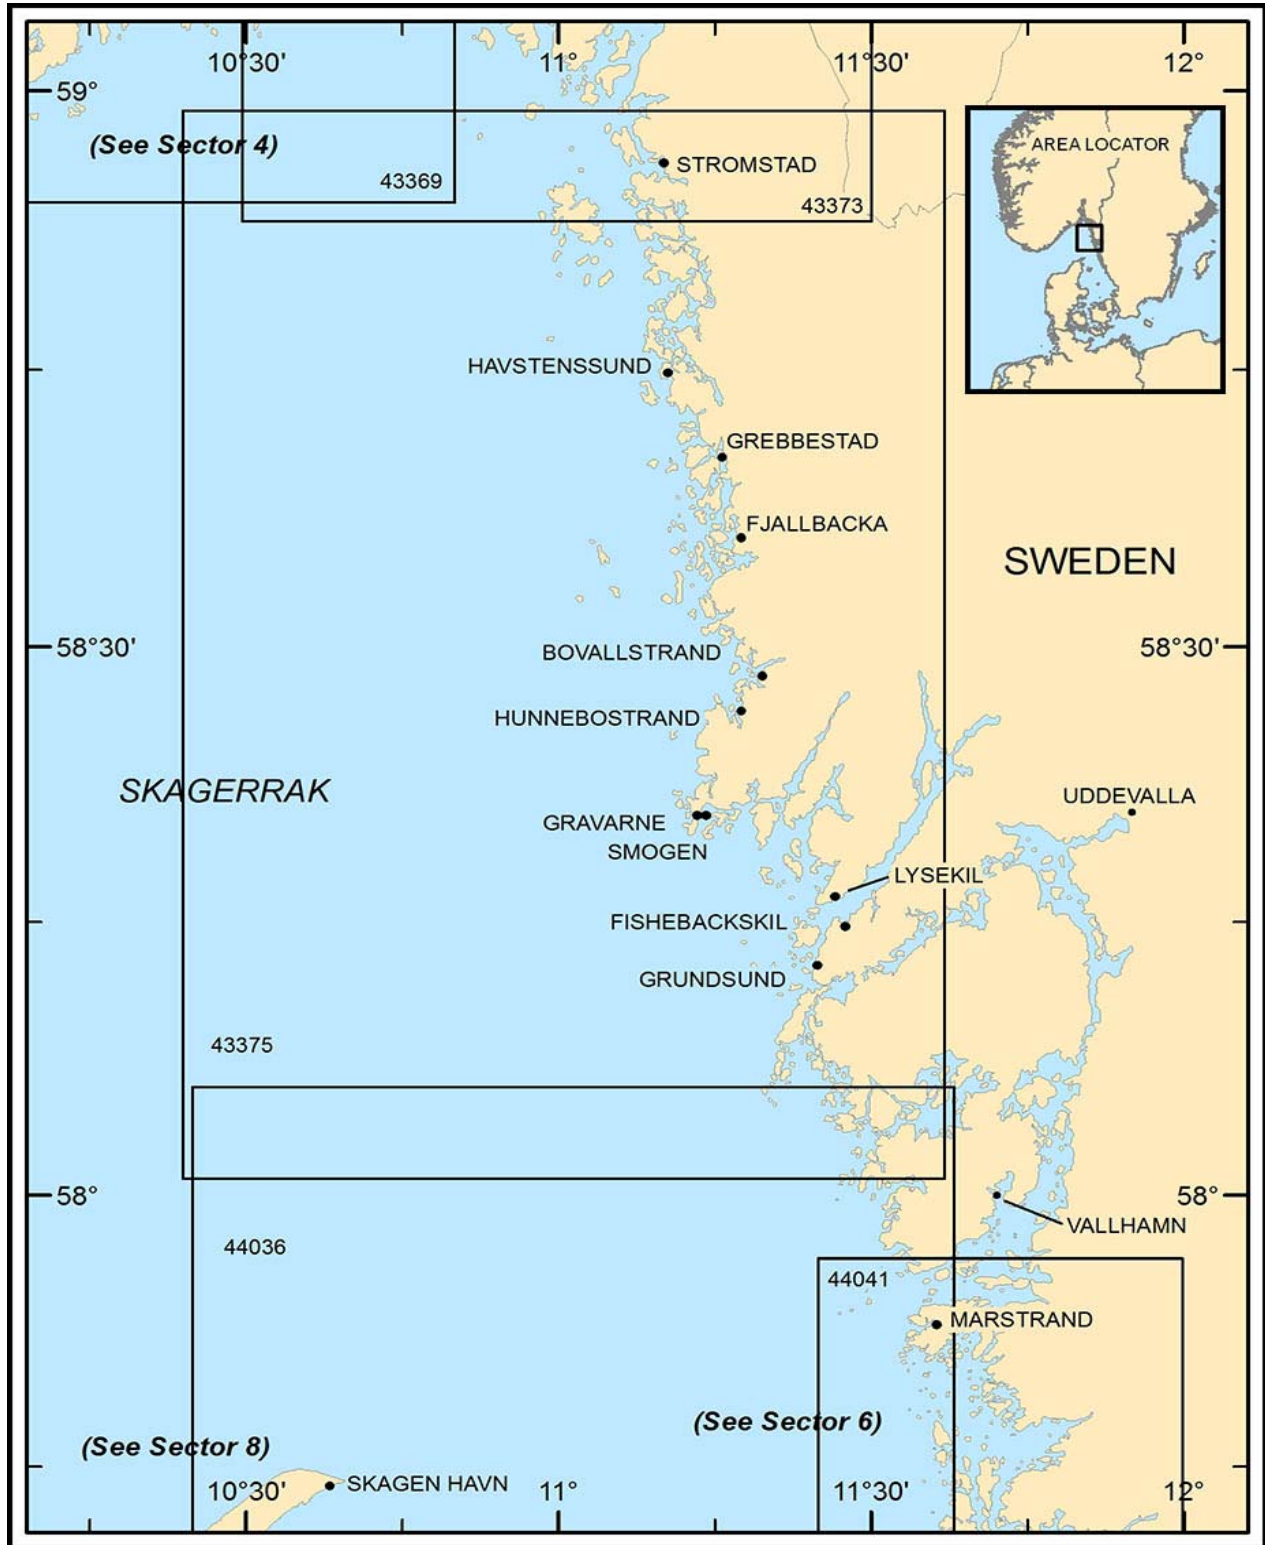 10°30'
11°
11°30'
12°
59°
(See Sector 4)
AREA LOCATOR
STROMSTAD
43369
43373
HAVSTENSSUND
GREBBESTAD
FJALLBACKA
SWEDEN
58°30'
BOVALLSTRAND
58°30'
HUNNEBOSTRAND
SKAGERRAK
UDDEVALLA
GRAVARNE
SMOGEN
LYSEKIL
FISHEBACKSKIL
GRUNDSUND
43375
58°
58°
VALLHAMN
44036
44041
MARSTRAND
(See Sector 6)
(See Sector 8)
SKAGEN HAVN
10°30'
11°
11°30'
12°